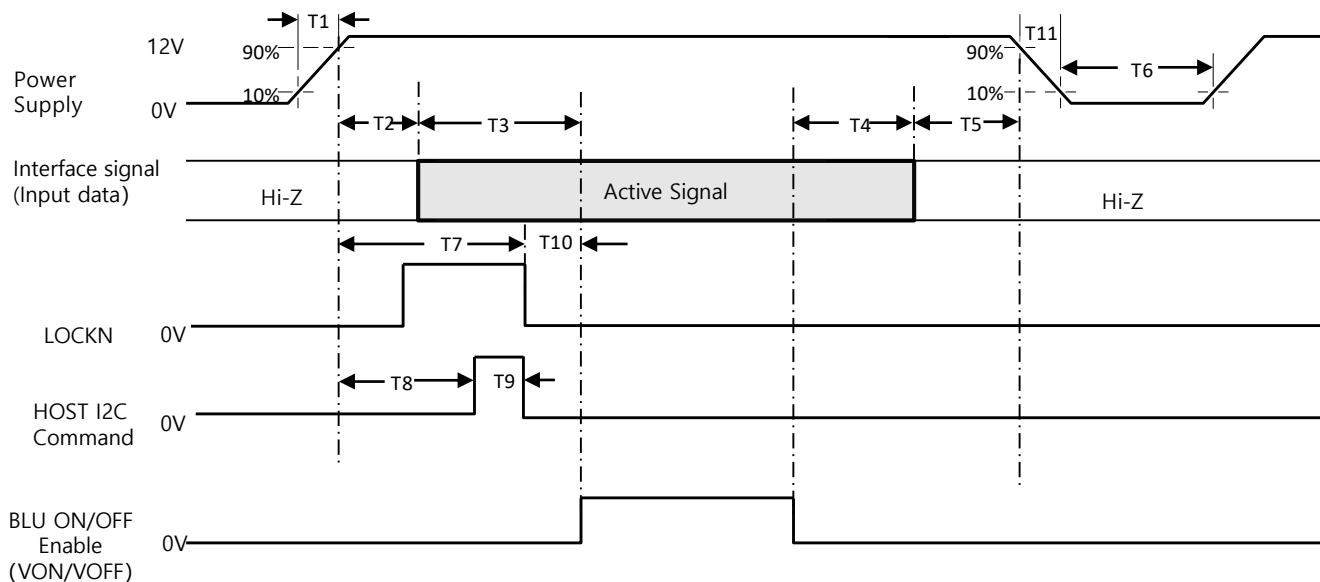 T1
T11
12V
90%
90%
T6
Power
Supply
10%
10%
0V
T2
T3
T4
T5
Interface signal
(Input data)
Active Signal
Hi-Z
Hi-Z
T7
T10
LOCKN
0V
T8
T9
HOST I2C
Command
0V
BLU ON/OFF
Enable
(VON/VOFF)
0V